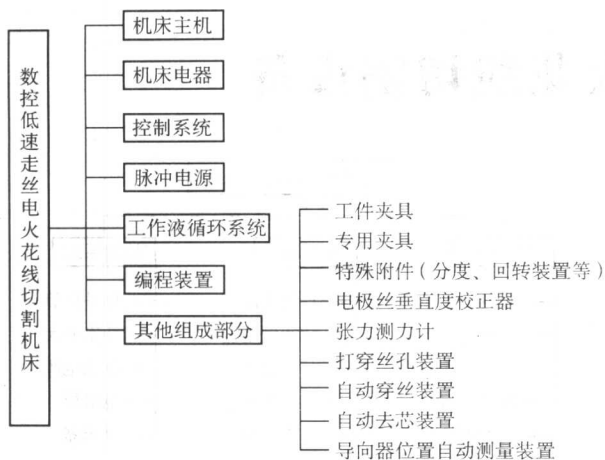 数控低速走丝电火花线切割机床
机床主机
机床电器
控制系统
脉冲电源
工作液循环系统
编程装置
其他组成部分
工件夹具
专用夹具
特殊附件（分度、回转装置等）
电极丝垂直度校正器
张力测力计
打穿丝孔装置
自动穿丝装置
自动去芯装置
导向器位置自动测量装置